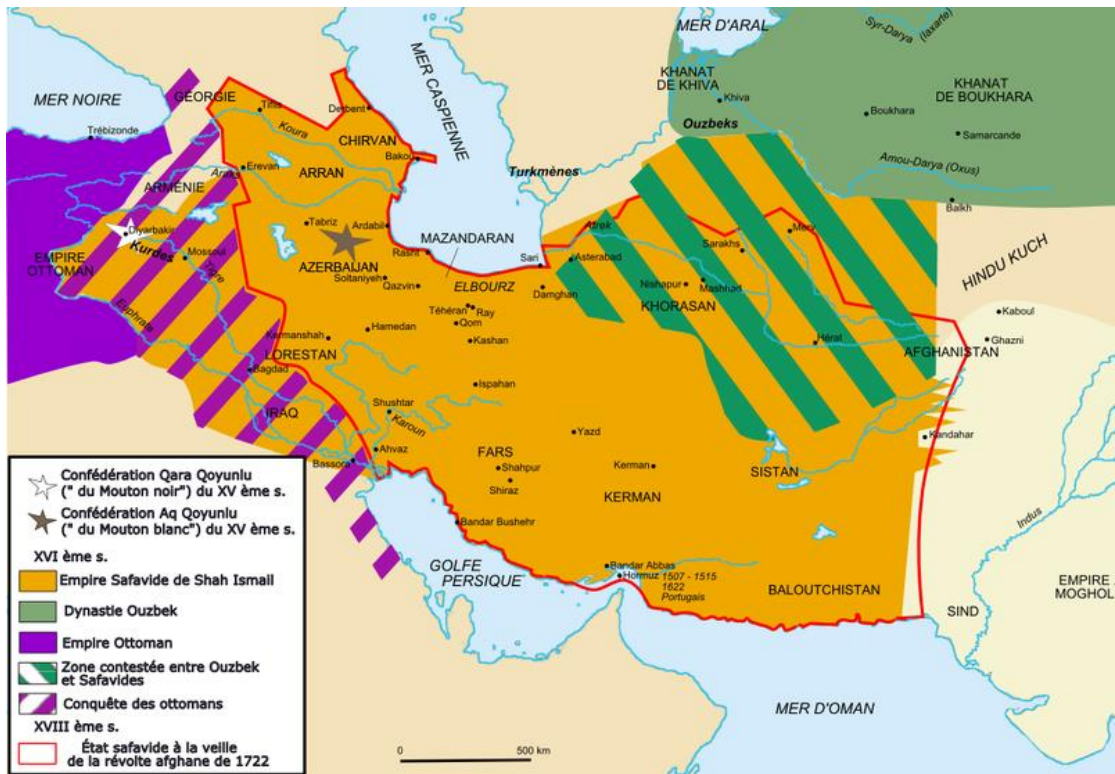 MER D'ARAL
Syr-Darya (Iaxarte)
MER NOIRE
GÉORGIE
Tiflis
MER CASPIENNE
KHANAT
DE KHIVA
KHANAT
DE BOUKHARA
Derbent
Khiva
Boukhara
Trébizonde
Koura
CHIRVAN
Ouzbeks
Samarcande
Bakou
Erevan
ARRAN
Araks
Turkmènes
Amou-Darya (Oxus)
ARMÉNIE
Balkh
Diyarbakir
Tabriz
Ardabil
Atrek
Merv
Kurdes
MAZANDARAN
Sarakhs
EMPIRE
OTTOMAN
Mossoul
Rasht
Sari
Asterabad
HINDU KUCH
AZERBAIJAN
Tigre
Soltaniyeh
Qazvin
ELBOURZ
Damghan
Nishapur
Mashhad
KHORASAN
Euphrate
Téhéran
Ray
Qom
Kaboul
Hamedan
Kermanshah
Kashan
Hérat
AFGHANISTAN
Ghazni
LORESTAN
Bagdad
Ispahan
IRAQ
Shushtar
Karoun
Yazd
Kandahar
Ahvaz
Bassora
FARS
Shahpur
Shiraz
Kerman
SISTAN
KERMAN
Indus
Bandar Bushehr
GOLFE
PERSIQUE
Bandar Abbas
Hormuz
1507 - 1515
1622
Portugais
BALOUTCHISTAN
EMPIRE
MOGHOL
SIND
MER D'OMAN
0 500 km
Confédération Qara Qoyunlu
(" du Mouton noir") du XV ème s.
Confédération Aq Qoyunlu
(" du Mouton blanc") du XV ème s.
XVI ème s.
Empire Safavide de Shah Ismail
Dynastie Ouzbek
Empire Ottoman
Zone contestée entre Ouzbek
et Safavides
Conquête des ottomans
XVIII ème s.
État safavide à la veille
de la révolte afghane de 1722